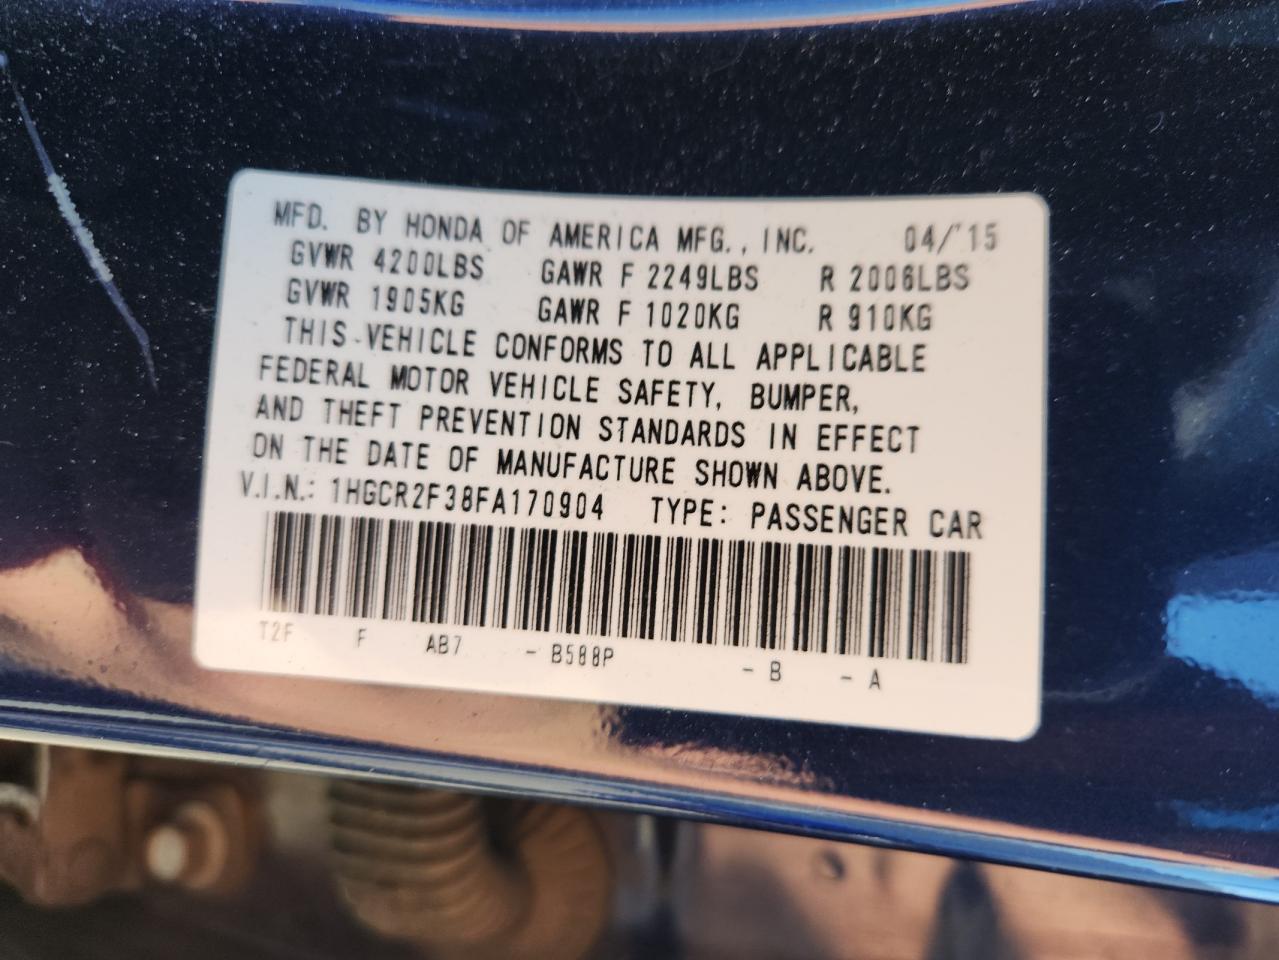 MFD. BY HONDA OF AMERICA MFG., INC. 04/'15
GVWR 4200LBS GAWR F 2249LBS R 2006LBS
GVWR 1905KG GAWR F 1020KG R 910KG
THIS VEHICLE CONFORMS TO ALL APPLICABLE
FEDERAL MOTOR VEHICLE SAFETY, BUMPER,
AND THEFT PREVENTION STANDARDS IN EFFECT
ON THE DATE OF MANUFACTURE SHOWN ABOVE.
V.I.N.: 1HGCR2F38FA170904 TYPE: PASSENGER CAR
T2F F AB7 - B588P - B - A